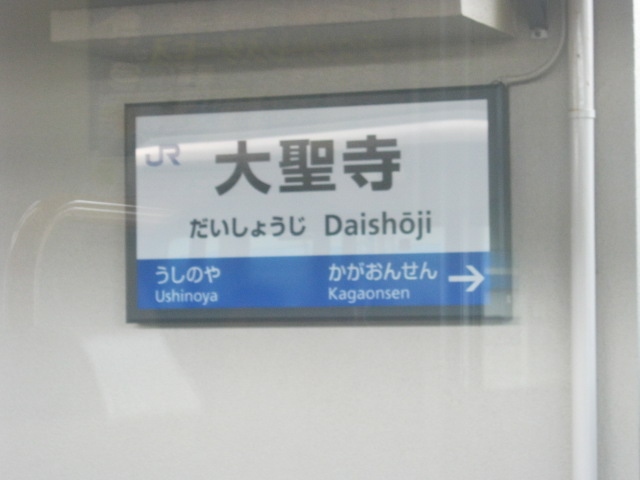 JR
大聖寺
だいしょうじ Daishōji
うしのや かがおんせん →
Ushinoya Kagaonsen